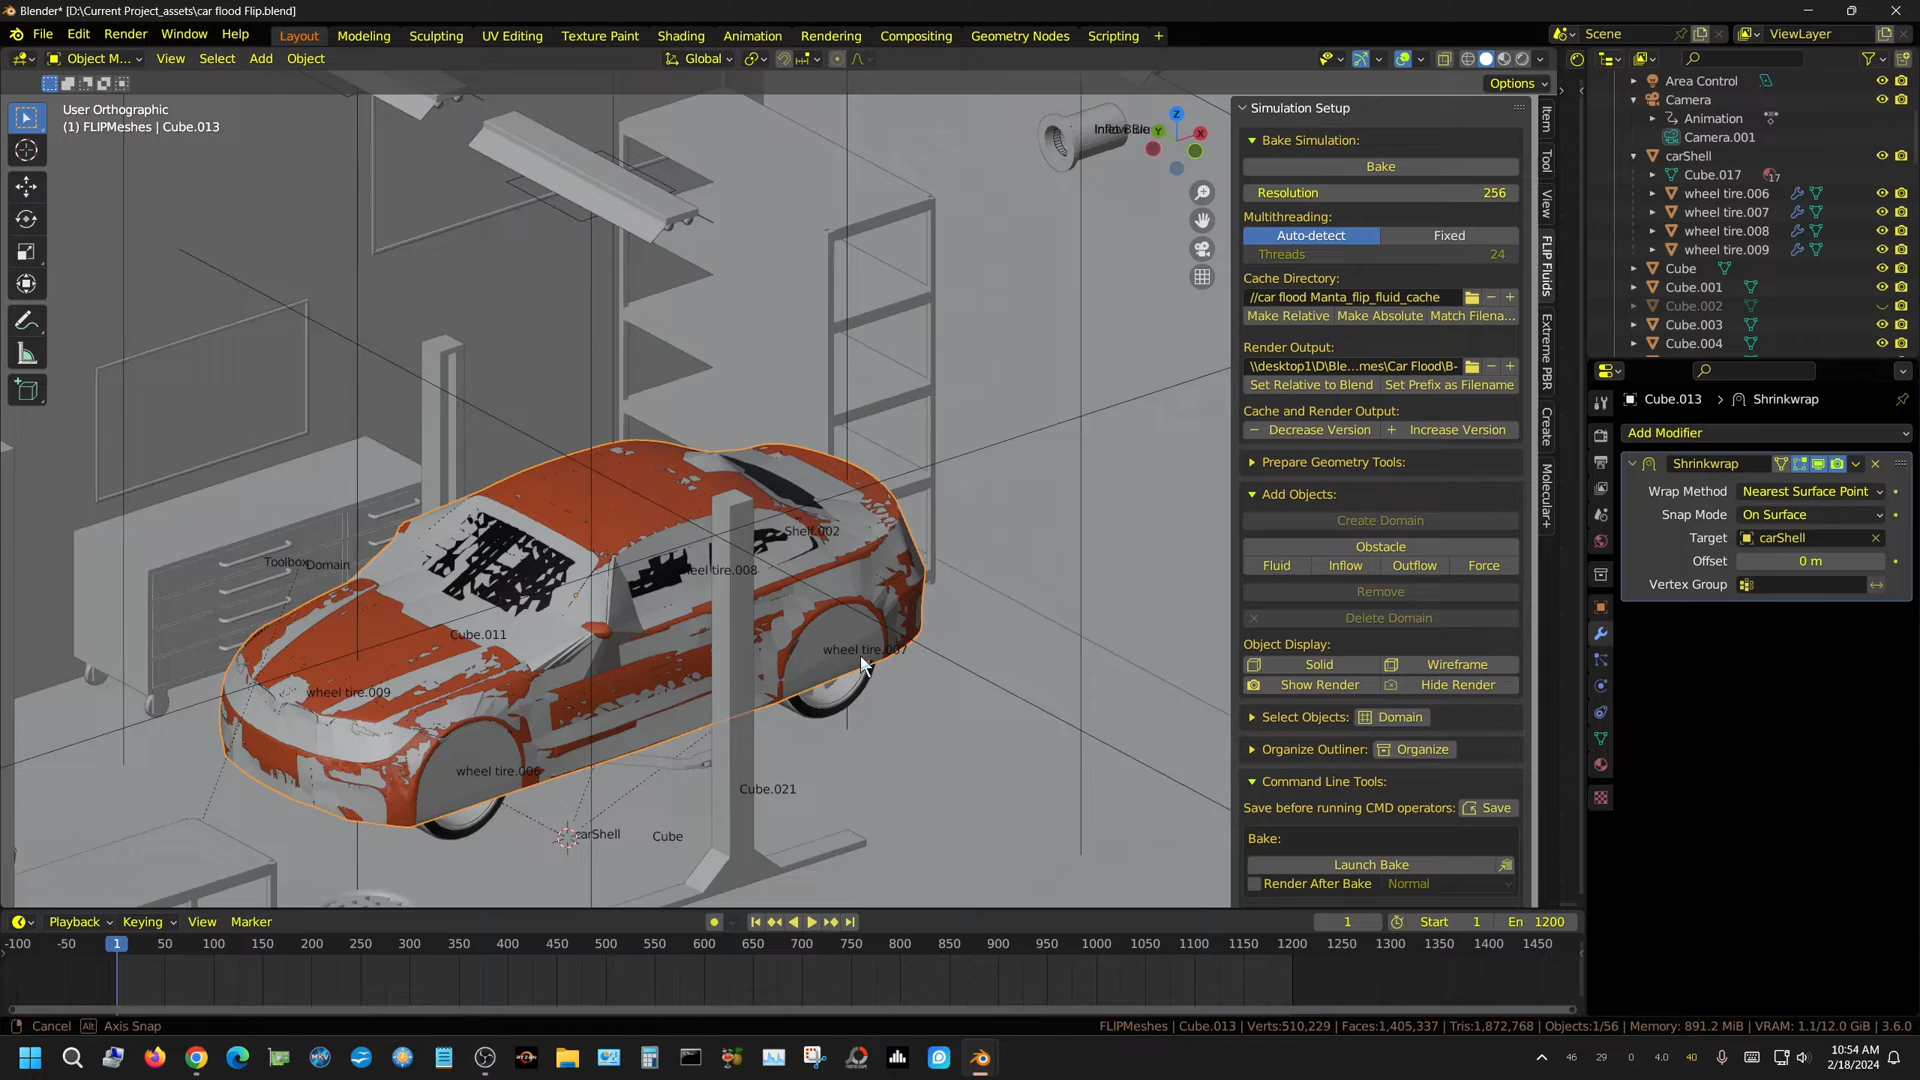 Blender* [D:\Current Project_assets\car flood Flip.blend]
File Edit Render Window Help Layout Modeling Sculpting UV Editing Texture Paint Shading Animation Rendering Compositing Geometry Nodes Scripting + Scene ViewLayer
Object M... View Select Add Object Global
Options
User Orthographic
(1) FLIPMeshes | Cube.013
Z
Y
X
Toolbox
Domain
Shelf.002
wheel tire.007
Cube.011
wheel tire.009
wheel tire.006
Cube.021
carShell
Cube
Simulation Setup
Bake Simulation:
Bake
Resolution 256
Multithreading:
Auto-detect Fixed
Threads 24
Cache Directory:
//car flood Manta_flip_fluid_cache
Make Relative Make Absolute Match Filena...
Render Output:
\\desktop1\D\Ble...mes\Car Flood\B-
Set Relative to Blend Set Prefix as Filename
Cache and Render Output:
− Decrease Version + Increase Version
Prepare Geometry Tools:
Add Objects:
Create Domain
Obstacle
Fluid Inflow Outflow Force
Remove
Delete Domain
Object Display:
Solid Wireframe
Show Render Hide Render
Select Objects: Domain
Organize Outliner: Organize
Command Line Tools:
Save before running CMD operators: Save
Bake:
Launch Bake
Render After Bake Normal
Item
Tool
View
FLIP Fluids
Extreme PBR
Create
Molecular+
Area Control
Camera
Animation
Camera.001
carShell
Cube.017 17
wheel tire.006
wheel tire.007
wheel tire.008
wheel tire.009
Cube
Cube.001
Cube.002
Cube.003
Cube.004
Cube.013 > Shrinkwrap
Add Modifier
Shrinkwrap
Wrap Method Nearest Surface Point
Snap Mode On Surface
Target carShell
Offset 0 m
Vertex Group
Playback Keying View Marker 1 Start 1 En 1200
-100 -50 1 50 100 150 200 250 300 350 400 450 500 550 600 650 700 750 800 850 900 950 1000 1050 1100 1150 1200 1250 1300 1350 1400 1450
Cancel Alt Axis Snap
FLIPMeshes | Cube.013 | Verts:510,229 | Faces:1,405,337 | Tris:1,872,768 | Objects:1/56 | Memory: 891.2 MiB | VRAM: 1.1/12.0 GiB | 3.6.0
46 29 0 4.0 40
10:54 AM
2/18/2024